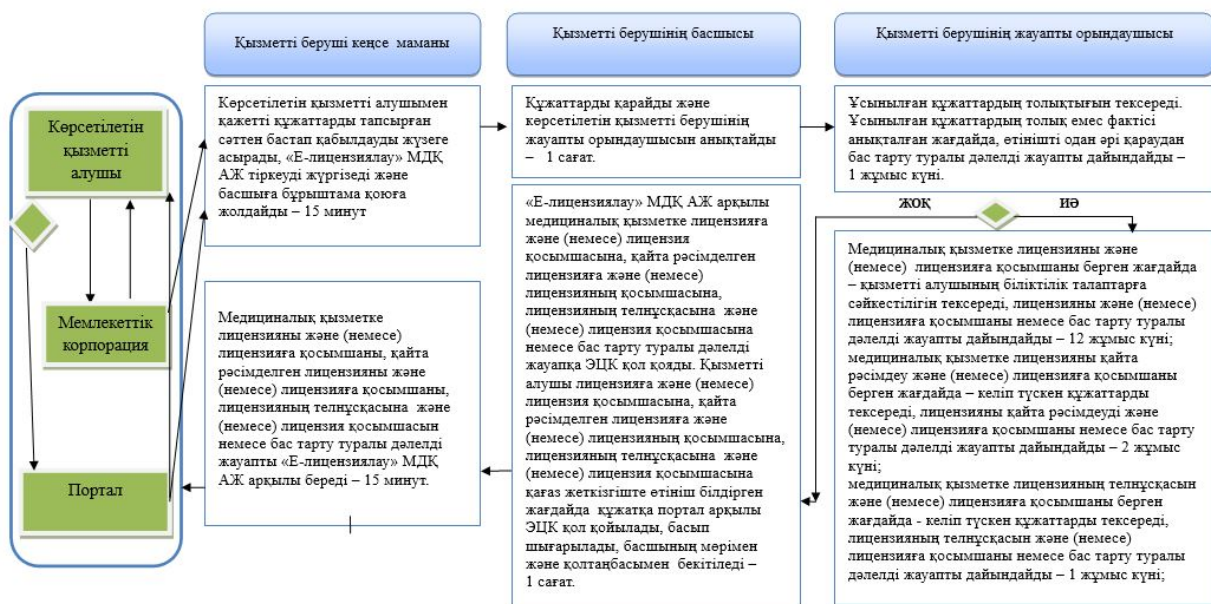 Қызметті беруші кеңсе маманы
Қызметті берушінің басшысы
Қызметті берушінің жауапты орындаушысы
Көрсетілетін
қызметті
алушы
Мемлекеттік
корпорация
Портал
Көрсетілетін қызметті алушымен
қажетті құжаттарды тапсырған
сәттен бастап қабылдауды жүзеге
асырады, «Е-лицензиялау» МДҚ
АЖ тіркеуді жүргізеді және
басшыға бұрыштама қоюға
жолдайды – 15 минут
Құжаттарды қарайды және
көрсетілетін қызметті берушінің
жауапты орындаушысын анықтайды
– 1 сағат.
Ұсынылған құжаттардың толықтығын тексереді.
Ұсынылған құжаттардың толық емес фактісі
анықталған жағдайда, өтінішті одан әрі қараудан
бас тарту туралы дәлелді жауапты дайындайды –
1 жұмыс күні.
жоқ
иә
Медициналық қызметке лицензияны және
(немесе) лицензияға қосымшаны берген жағдайда
– қызметті алушының біліктілік талаптарға
сәйкестілігін тексереді, лицензияны және (немесе)
лицензияға қосымшаны немесе бас тарту туралы
дәлелді жауапты дайындайды – 12 жұмыс күні;
медициналық қызметке лицензияны қайта
рәсімдеу және (немесе) лицензияға қосымшаны
берген жағдайда – келіп түскен құжаттарды
тексереді, лицензияны қайта рәсімдеуді және
(немесе) лицензияға қосымшаны немесе бас тарту
туралы дәлелді жауапты дайындайды – 2 жұмыс
күні;
медициналық қызметке лицензияның телнұсқасын
және (немесе) лицензияға қосымшаны берген
жағдайда - келіп түскен құжаттарды тексереді,
лицензияның телнұсқасын және (немесе)
лицензияға қосымшаны немесе бас тарту туралы
дәлелді жауапты дайындайды – 1 жұмыс күні;
«Е-лицензиялау» МДҚ АЖ арқылы
медициналық қызметке лицензияға
және (немесе) лицензия
қосымшасына, қайта рәсімделген
лицензияға және (немесе)
лицензияның қосымшасына,
лицензияның телнұсқасына және
(немесе) лицензия қосымшасына
немесе бас тарту туралы дәлелді
жауапқа ЭЦК қол қояды. Қызметті
алушы лицензияға және (немесе)
лицензия қосымшасына, қайта
рәсімделген лицензияға және
(немесе) лицензияның қосымшасына,
лицензияның телнұсқасына және
(немесе) лицензия қосымшасына
қағаз жеткізгіште өтініш білдірген
жағдайда құжатқа портал арқылы
ЭЦК қол қойылады, басып
шығарылады, басшының мөрімен
және қолтаңбасымен бекітіледі –
1 сағат.
Медициналық қызметке
лицензияны және (немесе)
лицензияға қосымшаны, қайта
рәсімделген лицензияны және
(немесе) лицензияға қосымшаны,
лицензияның телнұсқасына және
(немесе) лицензия қосымшасын
немесе бас тарту туралы дәлелді
жауапты «Е-лицензиялау» МДҚ
АЖ арқылы береді – 15 минут.